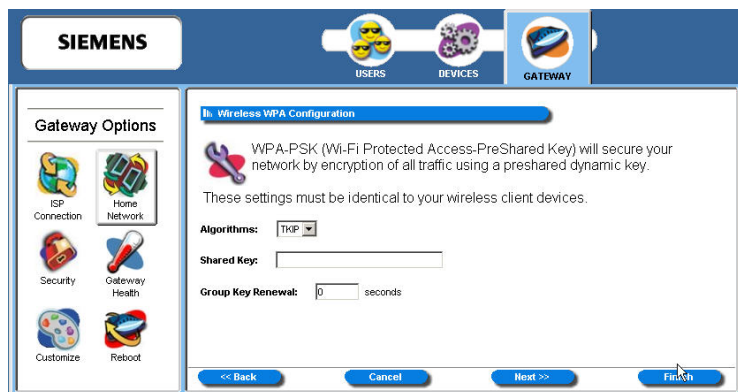 SIEMENS
USERS
DEVICES
GATEWAY
Gateway Options
ISP
Connection
Home
Network
Security
Gateway
Health
Customize
Reboot
Wireless WPA Configuration
WPA-PSK (Wi-Fi Protected Access-PreShared Key) will secure your
network by encryption of all traffic using a preshared dynamic key.
These settings must be identical to your wireless client devices.
Algorithms: TKIP
Shared Key:
Group Key Renewal: 0 seconds
<< Back
Cancel
Next >>
Finish